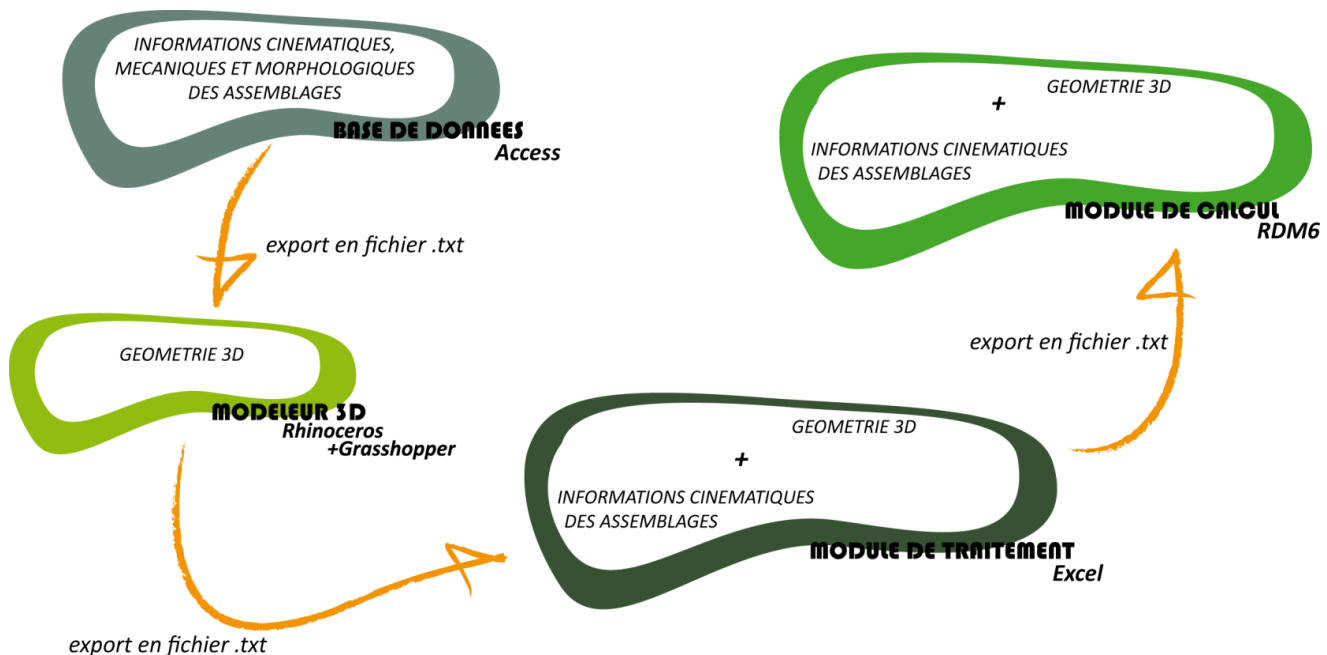 INFORMATIONS CINEMATIQUES,
MECANIQUES ET MORPHOLOGIQUES
DES ASSEMBLAGES
BASE DE DONNEES
Access
export en fichier .txt
GEOMETRIE 3D
MODELEUR 3D
Rhinoceros
+Grasshopper
export en fichier .txt
GEOMETRIE 3D
+
INFORMATIONS CINEMATIQUES
DES ASSEMBLAGES
MODULE DE TRAITEMENT
Excel
export en fichier .txt
GEOMETRIE 3D
+
INFORMATIONS CINEMATIQUES
DES ASSEMBLAGES
MODULE DE CALCUL
RDM6